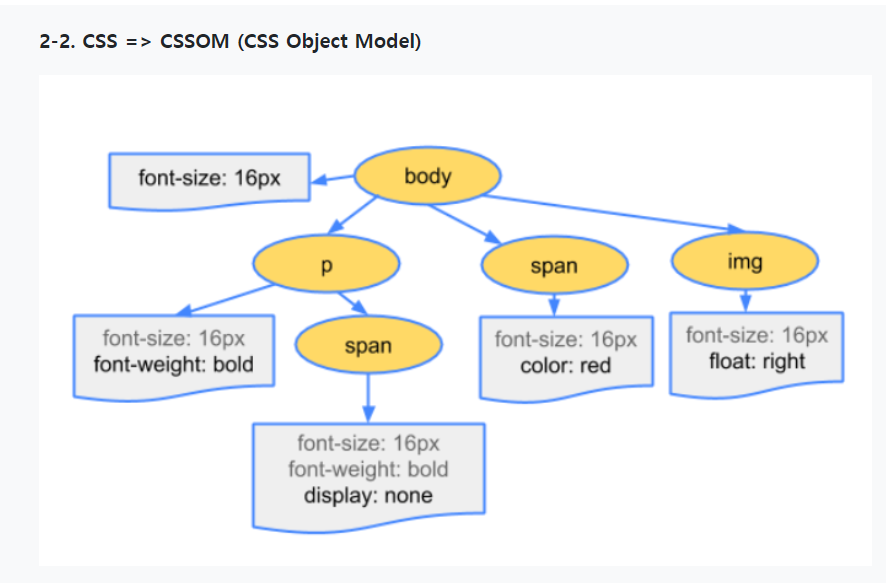 2-2. CSS => CSSOM (CSS Object Model)
font-size: 16px
body
p
span
img
font-size: 16px
font-weight: bold
span
font-size: 16px
color: red
font-size: 16px
float: right
font-size: 16px
font-weight: bold
display: none